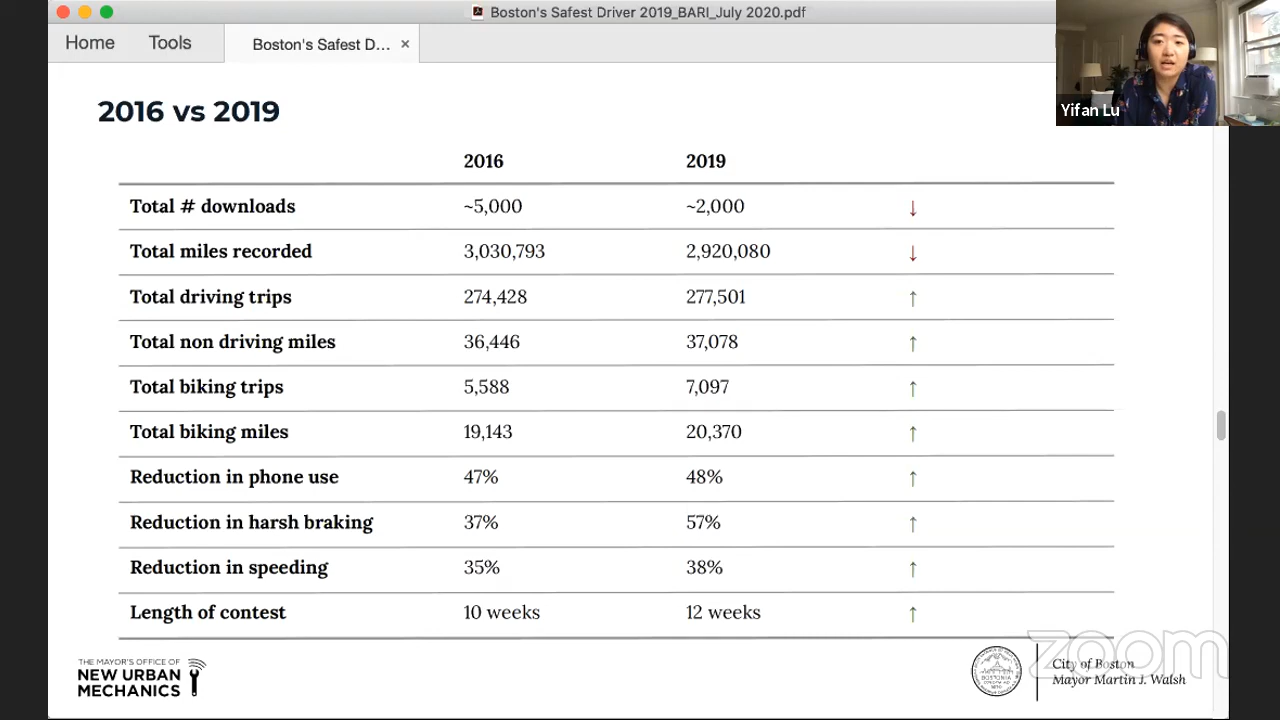 Boston's Safest Driver 2019_BARI_July 2020.pdf
Home Tools Boston's Safest D... ×
Yifan Lu
2016 vs 2019
2016 2019
Total # downloads ~5,000 ~2,000 ↓
Total miles recorded 3,030,793 2,920,080 ↓
Total driving trips 274,428 277,501 ↑
Total non driving miles 36,446 37,078 ↑
Total biking trips 5,588 7,097 ↑
Total biking miles 19,143 20,370 ↑
Reduction in phone use 47% 48% ↑
Reduction in harsh braking 37% 57% ↑
Reduction in speeding 35% 38% ↑
Length of contest 10 weeks 12 weeks ↑
THE MAYOR'S OFFICE OF
NEW URBAN
MECHANICS
BOSTONIA
City of Boston
Mayor Martin J. Walsh
zoom